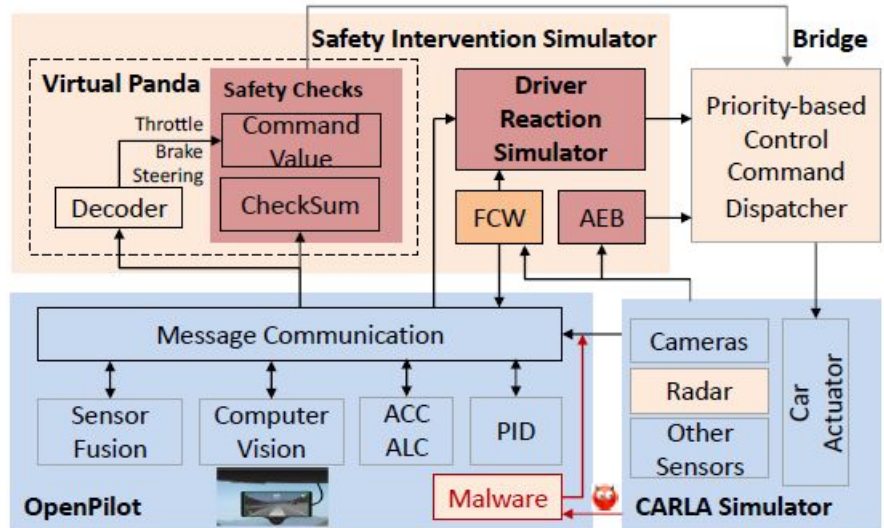 Safety Intervention Simulator
Bridge
Virtual Panda
Safety Checks
Throttle
Brake
Steering
Command
Value
CheckSum
Decoder
Driver
Reaction
Simulator
FCW
AEB
Priority-based
Control
Command
Dispatcher
Message Communication
Sensor
Fusion
Computer
Vision
ACC
ALC
PID
Malware
OpenPilot
Cameras
Radar
Other
Sensors
Car
Actuator
CARLA Simulator